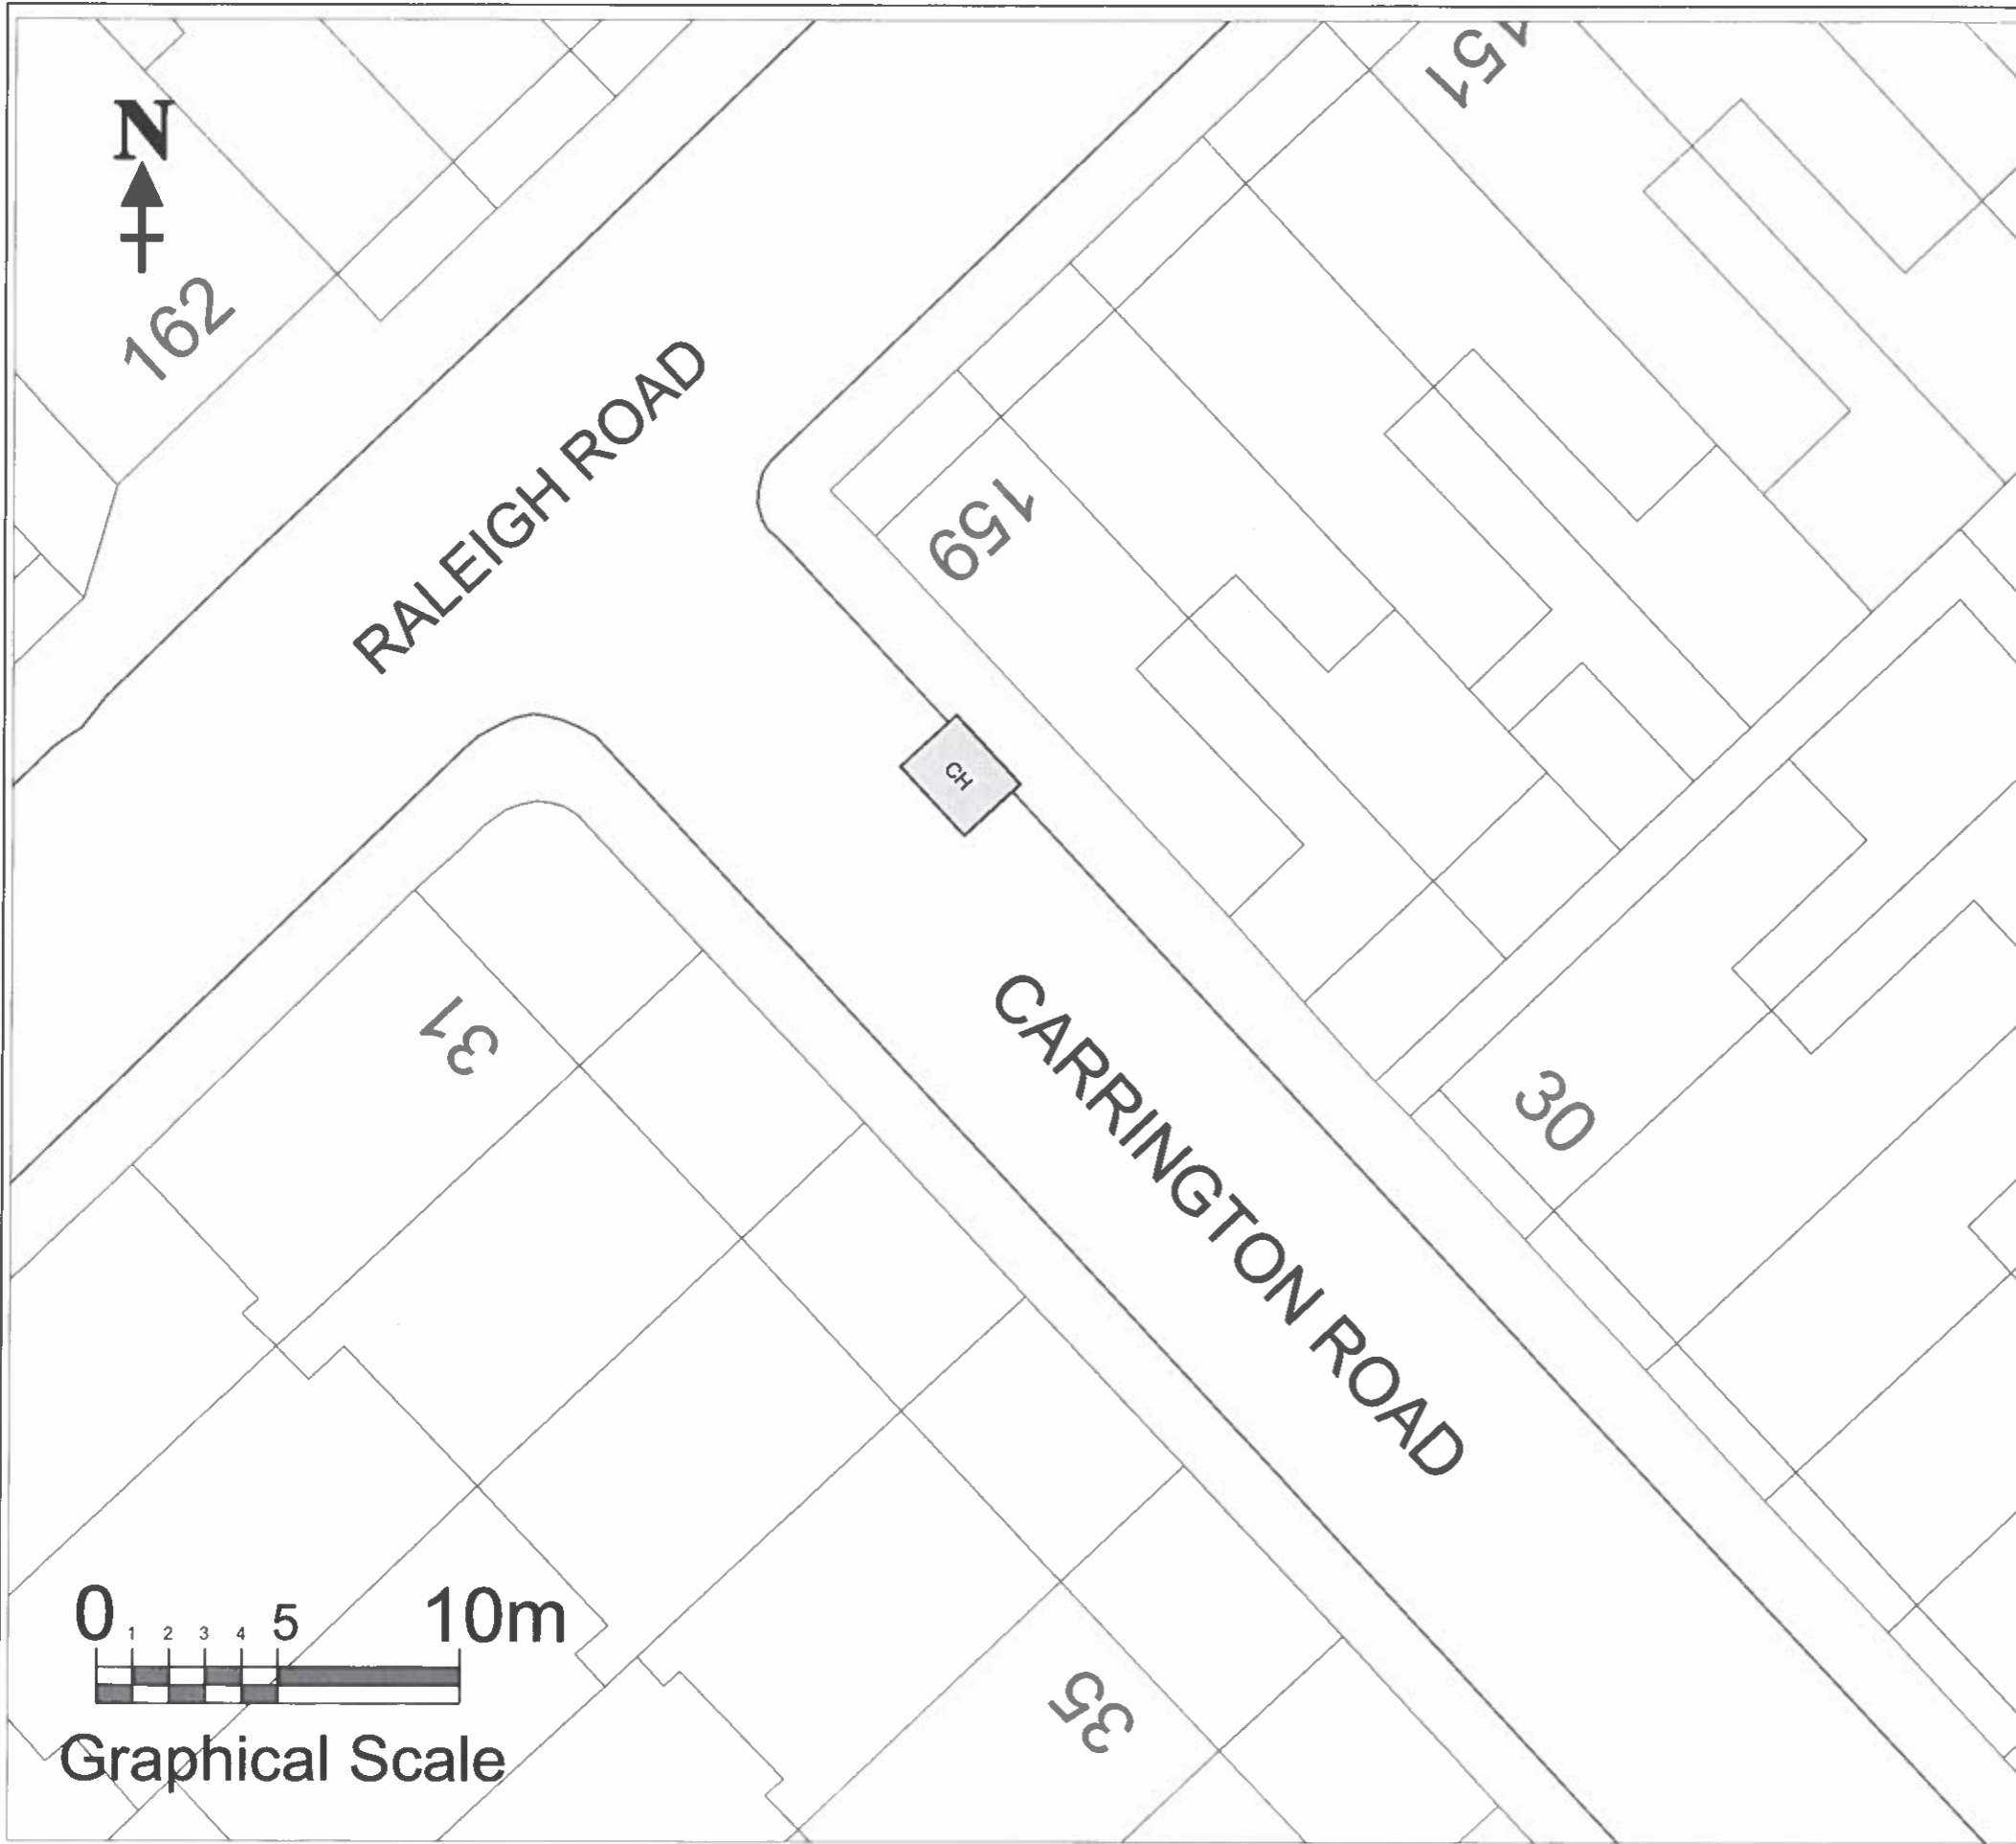 151
N
162
RALEIGH ROAD
159
CH
31
CARRINGTON ROAD
30
0 1 2 3 4 5 10m
35
Graphical Scale